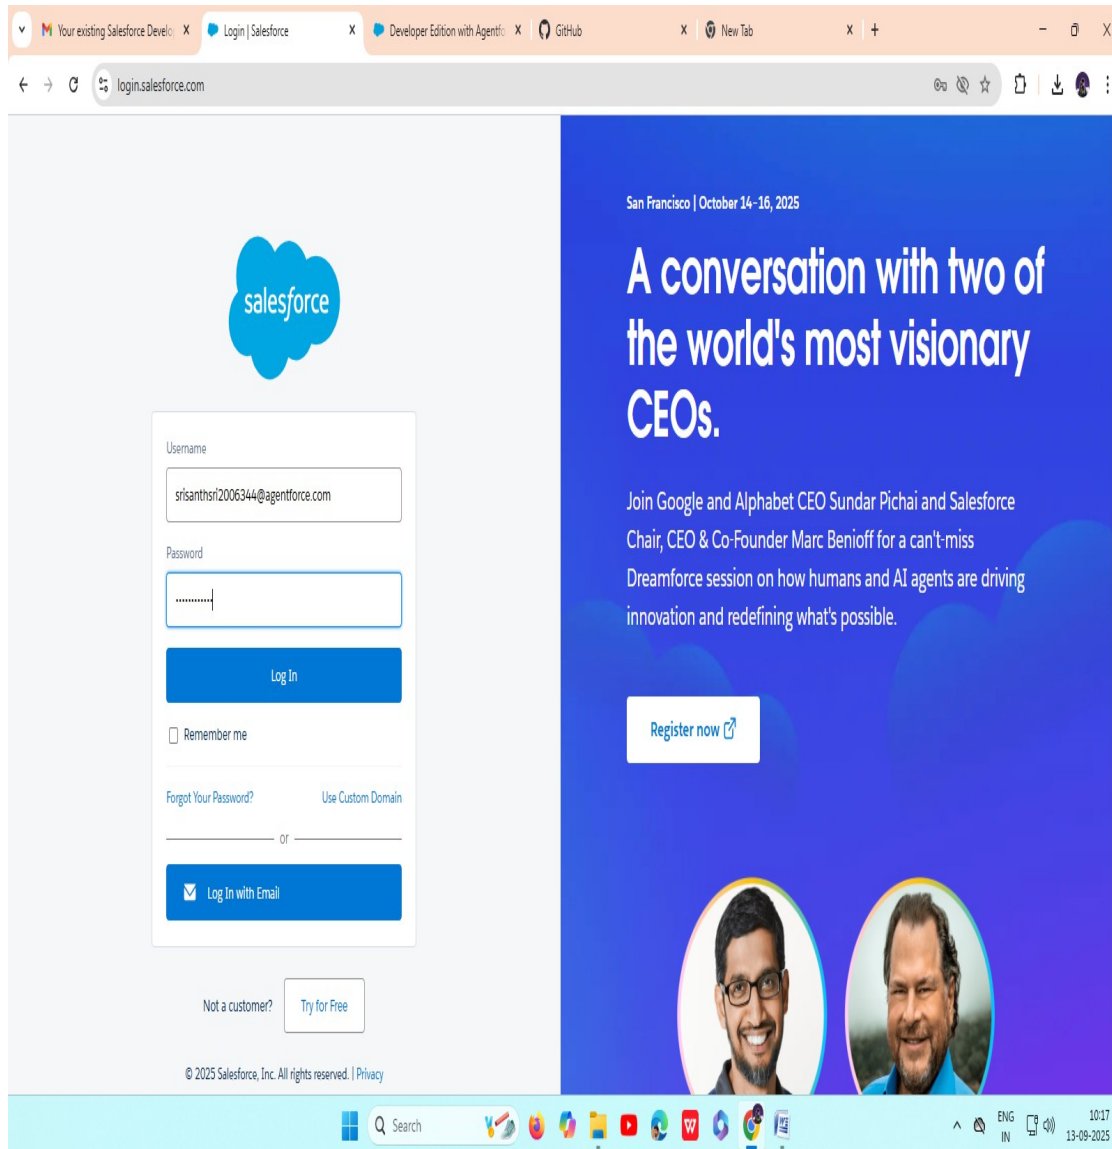 Your existing Salesforce Develo
Login | Salesforce
Developer Edition with Agentfo
GitHub
New Tab
login.salesforce.com
salesforce
Username
srisanthsri2006344@agentforce.com
Password
............
Log In
Remember me
Forgot Your Password?
Use Custom Domain
or
Log In with Email
Not a customer?
Try for Free
© 2025 Salesforce, Inc. All rights reserved. | Privacy
San Francisco | October 14-16, 2025
A conversation with two of
the world's most visionary
CEOs.
Join Google and Alphabet CEO Sundar Pichai and Salesforce
Chair, CEO & Co-Founder Marc Benioff for a can't-miss
Dreamforce session on how humans and AI agents are driving
innovation and redefining what's possible.
Register now
Search
ENG
IN
10:17
13-09-2025